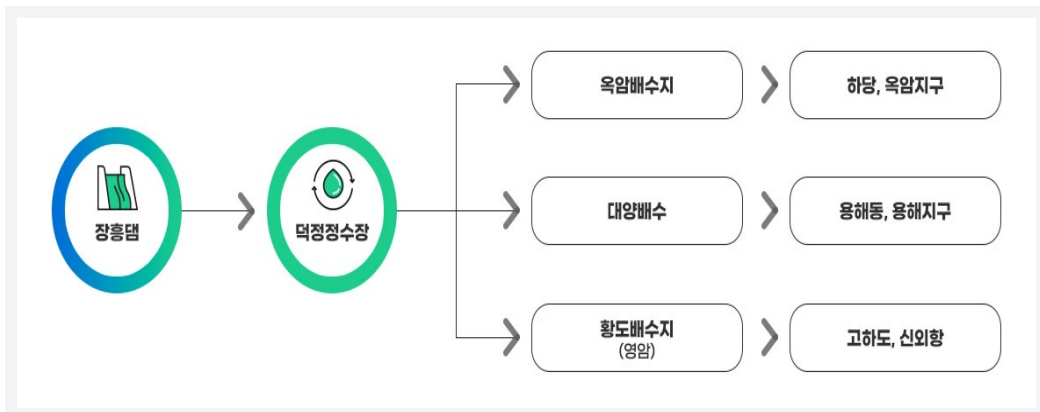 장흥댐
덕정정수장
옥암배수지
하당, 옥암지구
대양배수
용해동, 용해지구
황도배수지
(영암)
고하도, 신외항